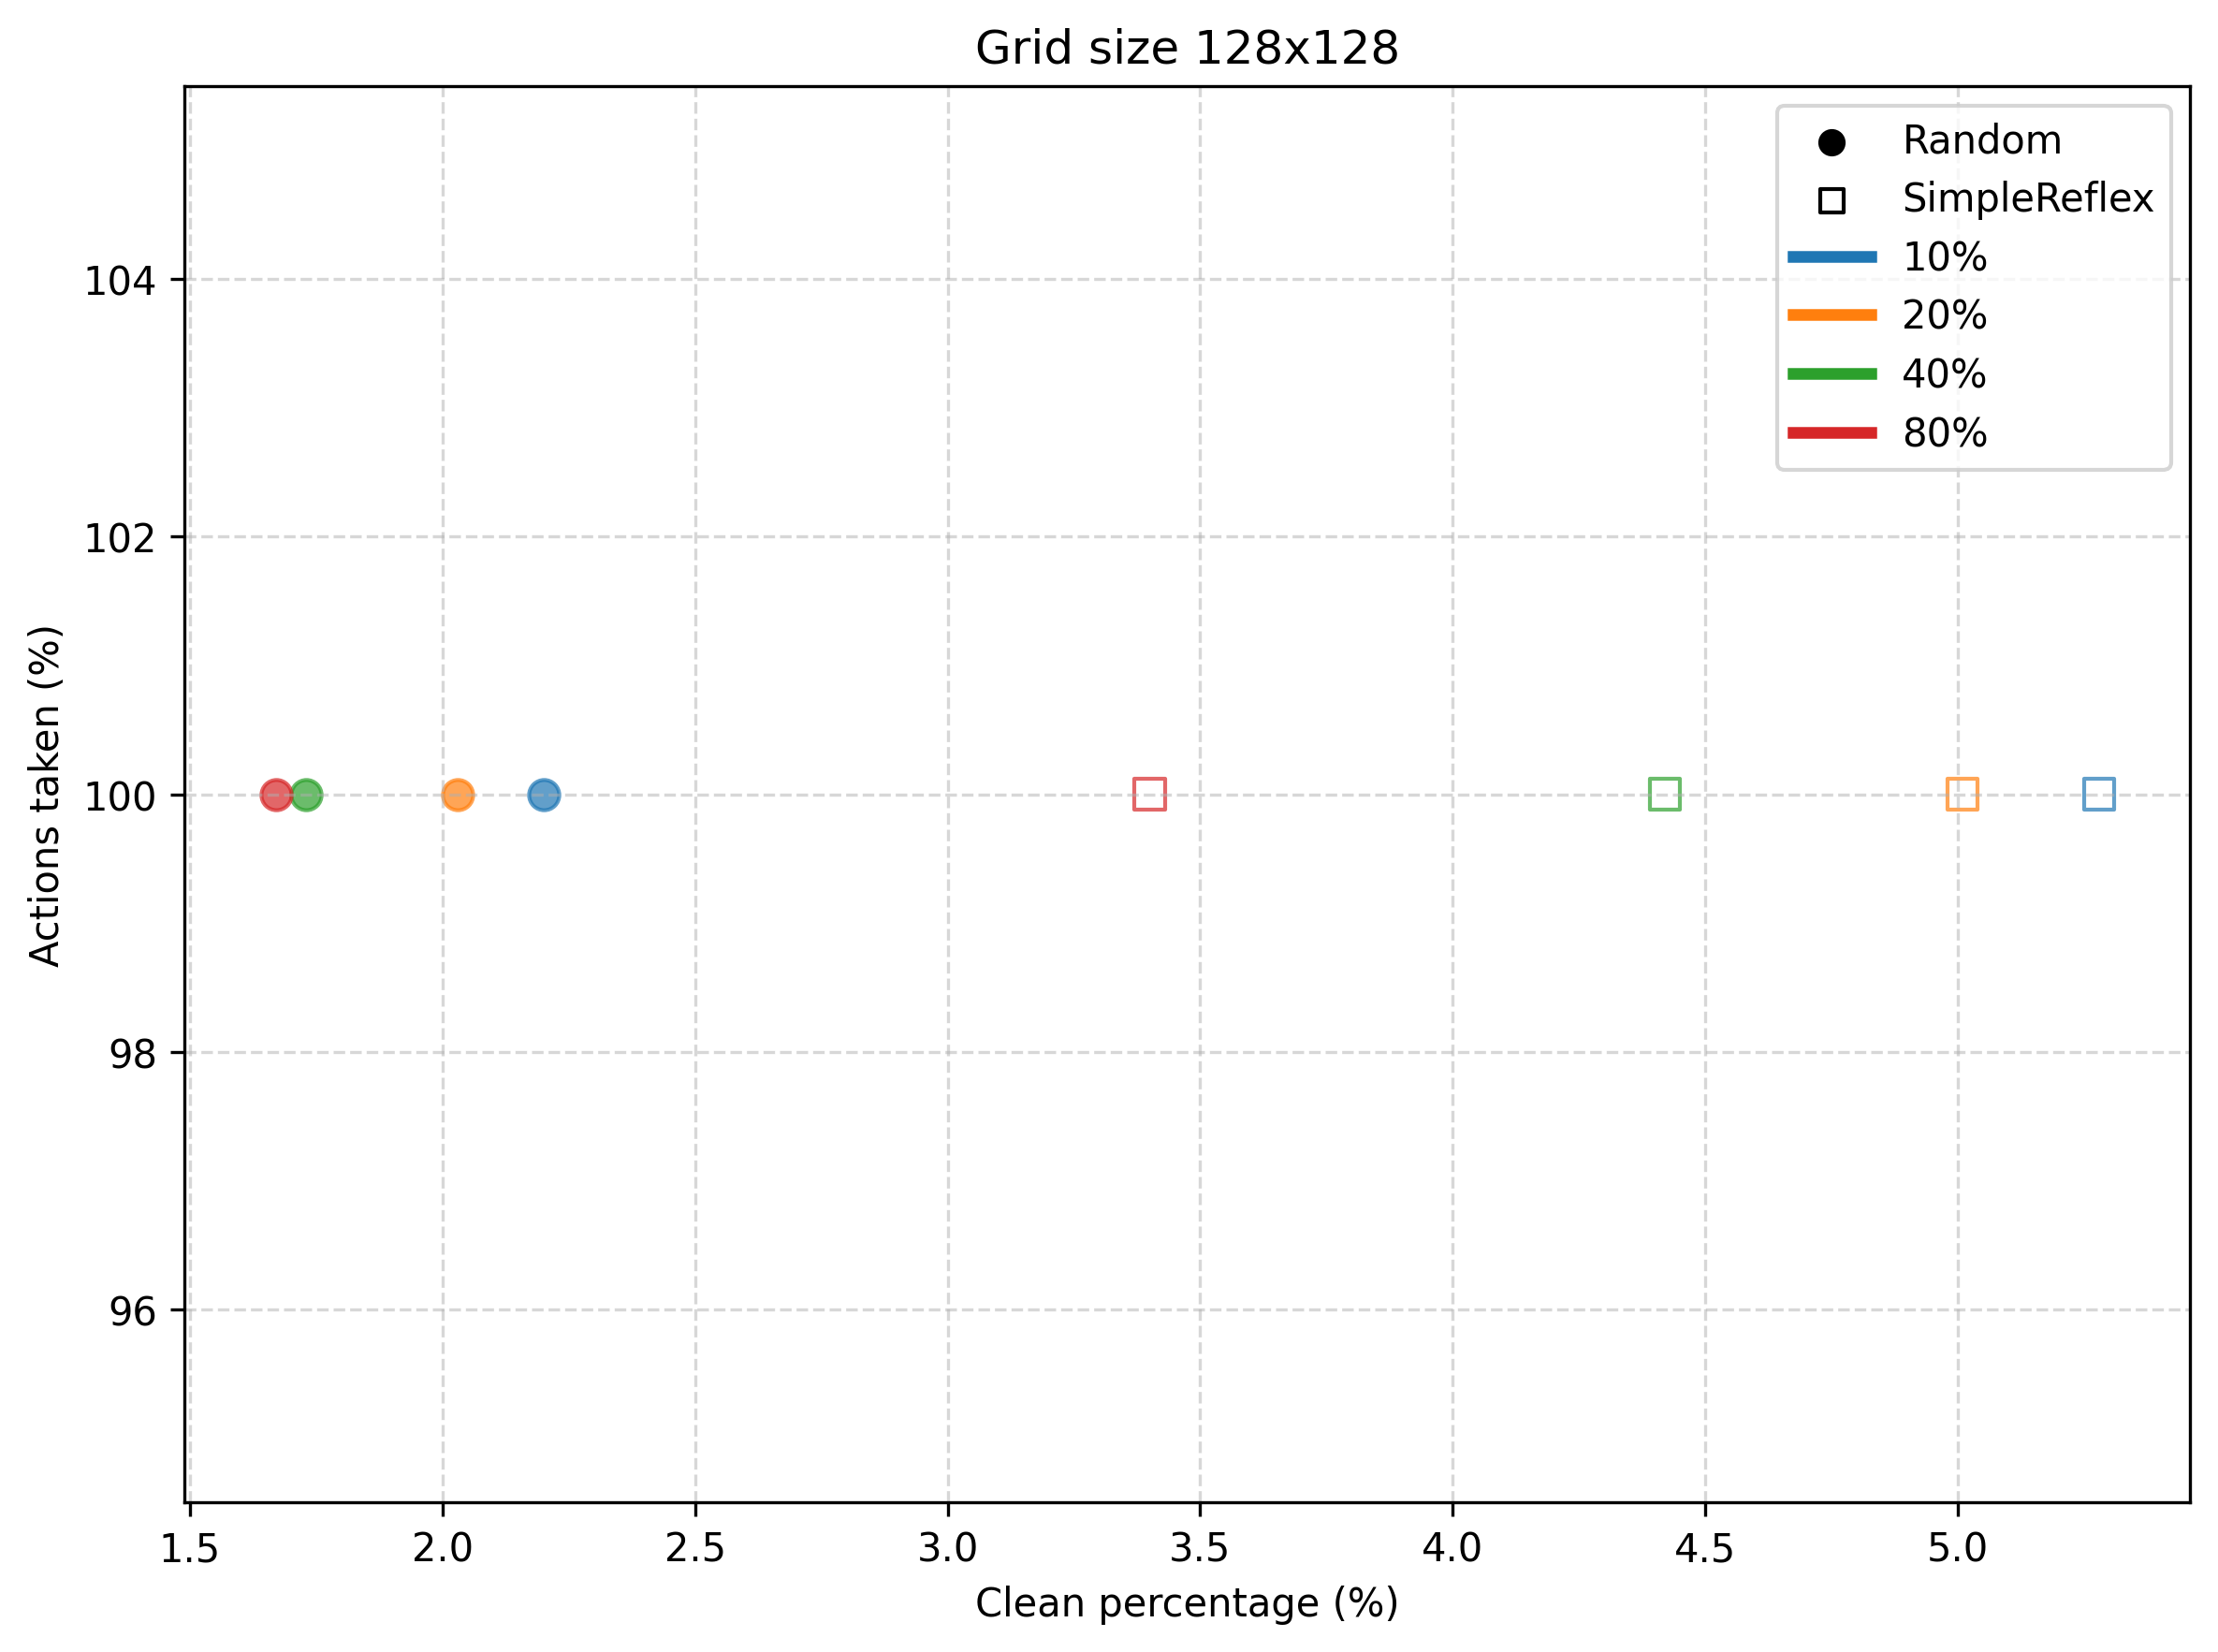 Grid size 128x128
Random
SimpleReflex
10%
20%
40%
80%
Actions taken (%)
104
102
100
98
96
1.5 2.0 2.5 3.0 3.5 4.0 4.5 5.0
Clean percentage (%)